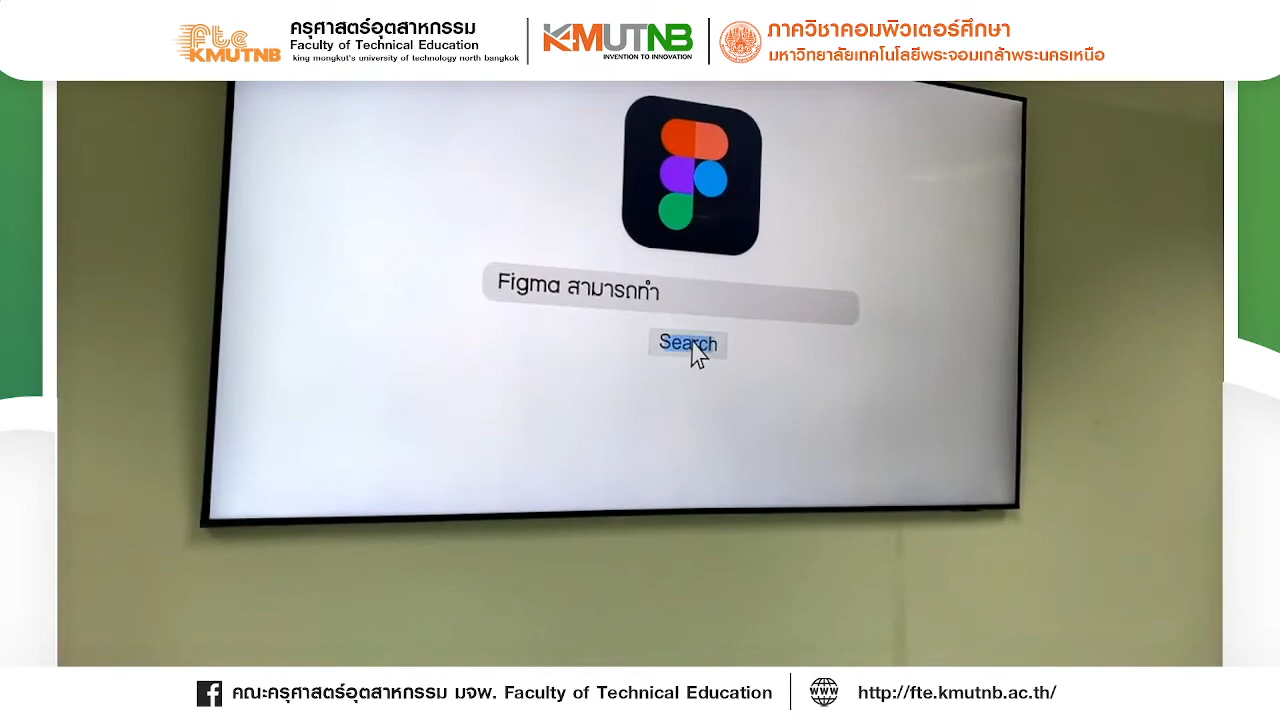 fte
KMUTNB
ครุศาสตร์อุตสาหกรรม
Faculty of Technical Education
king mongkut's university of technology north bangkok
KMUTNB
INVENTION TO INNOVATION
ภาควิชาคอมพิวเตอร์ศึกษา
มหาวิทยาลัยเทคโนโลยีพระจอมเกล้าพระนครเหนือ
Figma สามารถทำ
Search
คณะครุศาสตร์อุตสาหกรรม มจพ. Faculty of Technical Education
WWW
http://fte.kmutnb.ac.th/